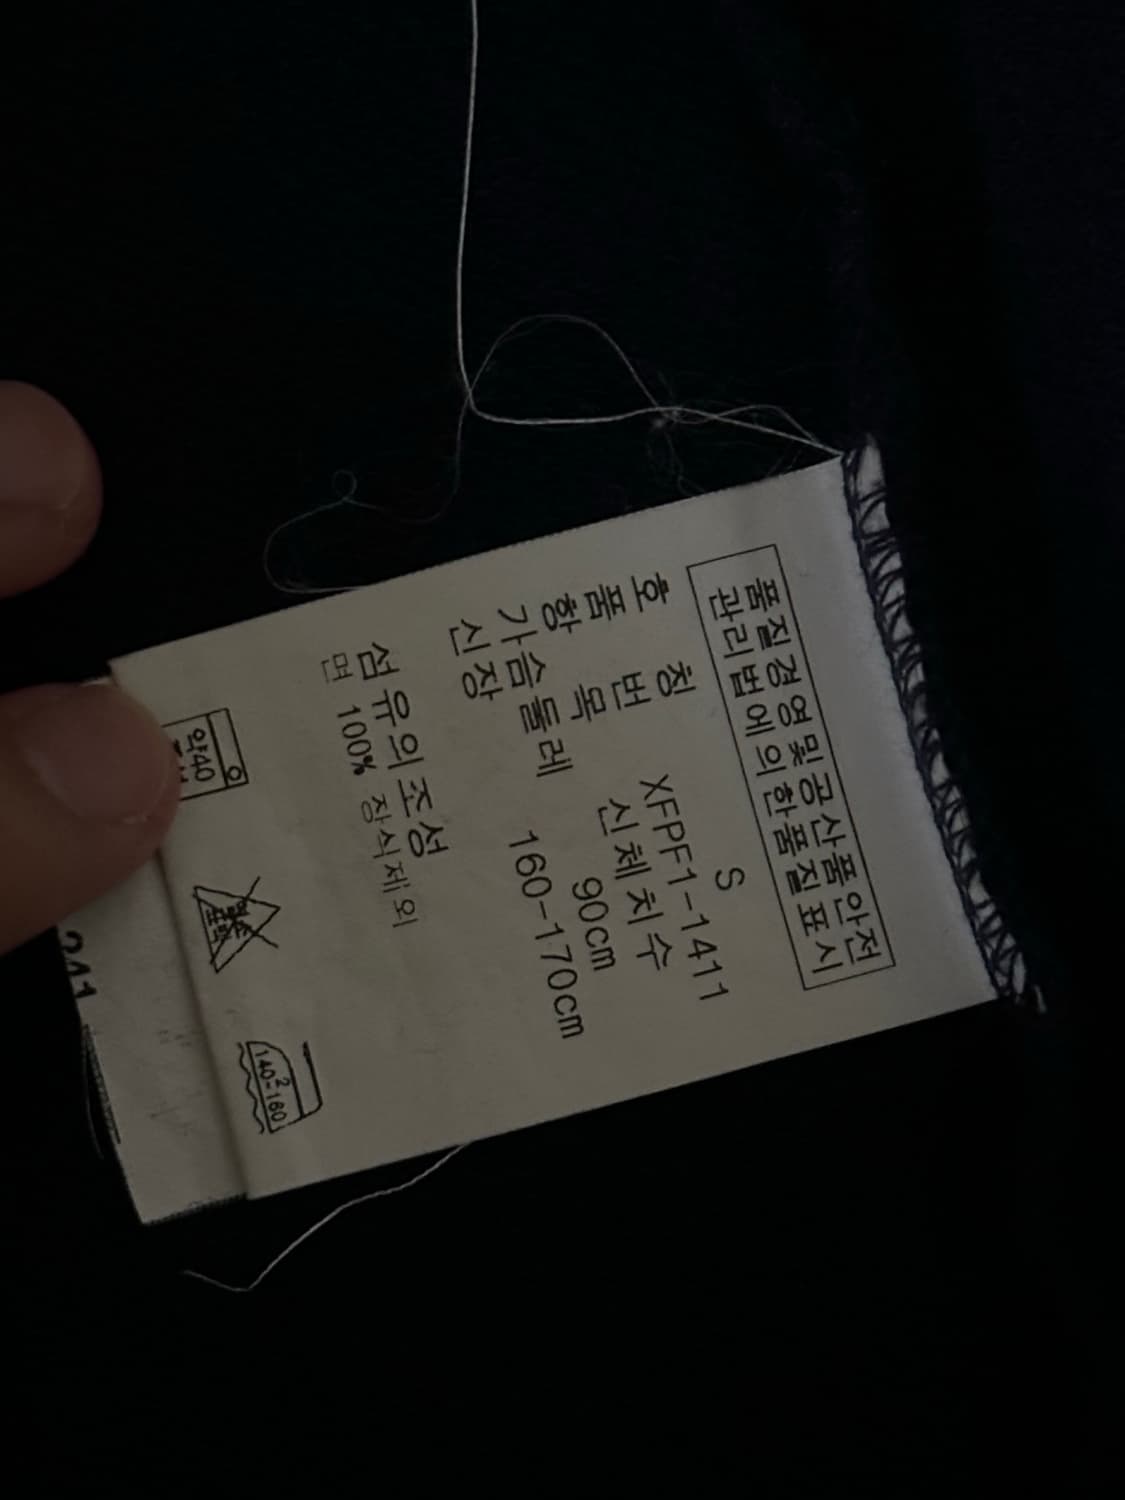 품질경영및공산품안전
관리법에의한품질표시
호 칭 S
품 번 XFPF1-1411
항 목 신체치수
가슴둘레 90cm
신장 160-170cm
섬유의조성
면 100% 장식제외
약40
140-160
2